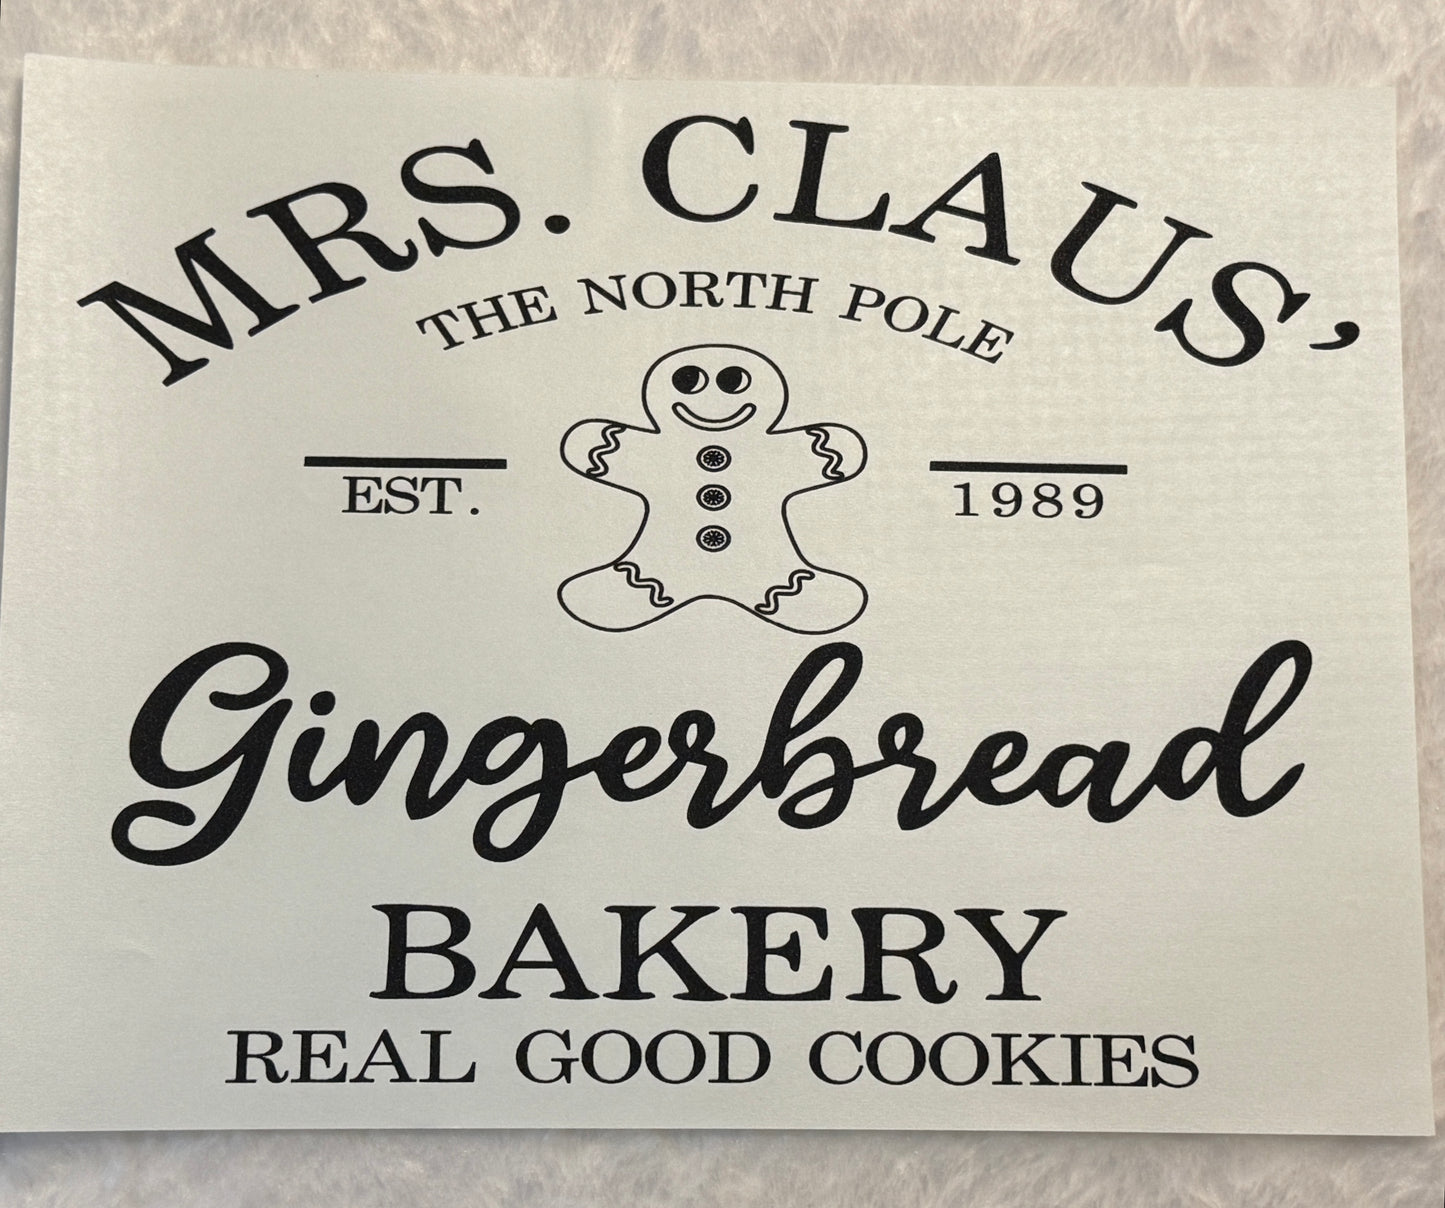 MRS. CLAUS'
THE NORTH POLE
EST. 1989
Gingerbread
BAKERY
REAL GOOD COOKIES